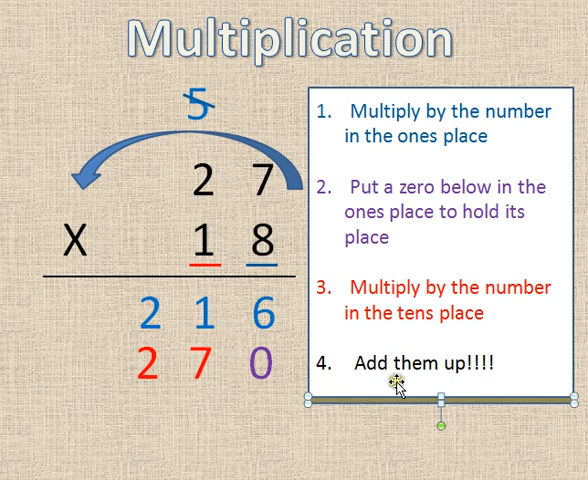 Multiplication
5
2 7
X 1 8
2 1 6
2 7 0
1. Multiply by the number
in the ones place
2. Put a zero below in the
ones place to hold its
place
3. Multiply by the number
in the tens place
4. Add them up!!!!